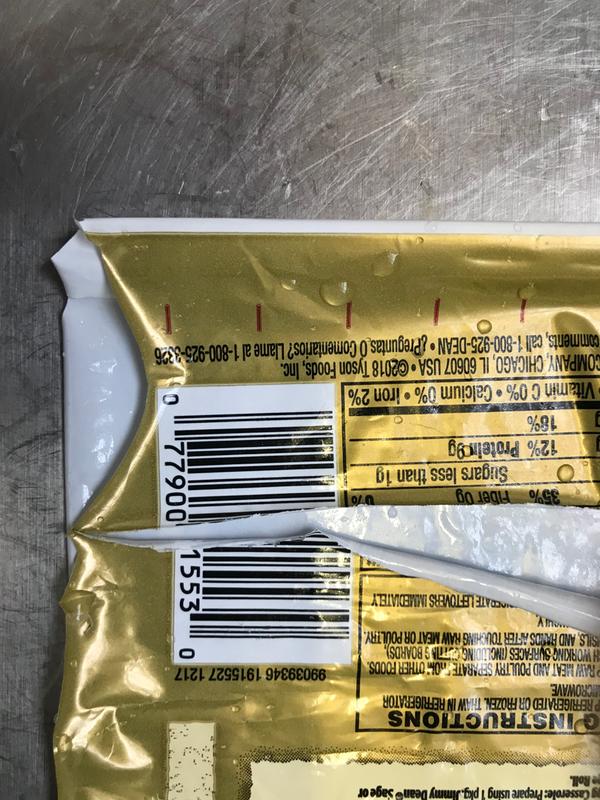 Casserole: Prepare using 1 pkg. Jimmy Dean® Sage or
Roll.
G INSTRUCTIONS
P REFRIGERATED OR FROZEN. THAW IN REFRIGERATOR
MICROWAVE.
P RAW MEAT AND POULTRY SEPARATE FROM OTHER FOODS.
H WORKING SURFACES (INCLUDING CUTTING BOARDS),
NSILS, AND HANDS AFTER TOUCHING RAW MEAT OR POULTRY.
GERATE LEFTOVERS IMMEDIATELY
99039346 1915527 1217
0 77900 1553 0
35% Fiber 0g 0%
Sugars less than 1g
12% Protein 9g
18%
• Vitamin C 0% • Calcium 0% • Iron 2%
COMPANY, CHICAGO, IL 60607 USA • ©2018 Tyson Foods, Inc.
comments, call 1-800-925-DEAN • ¿Preguntas O Comentarios? Llame al 1-800-925-3326